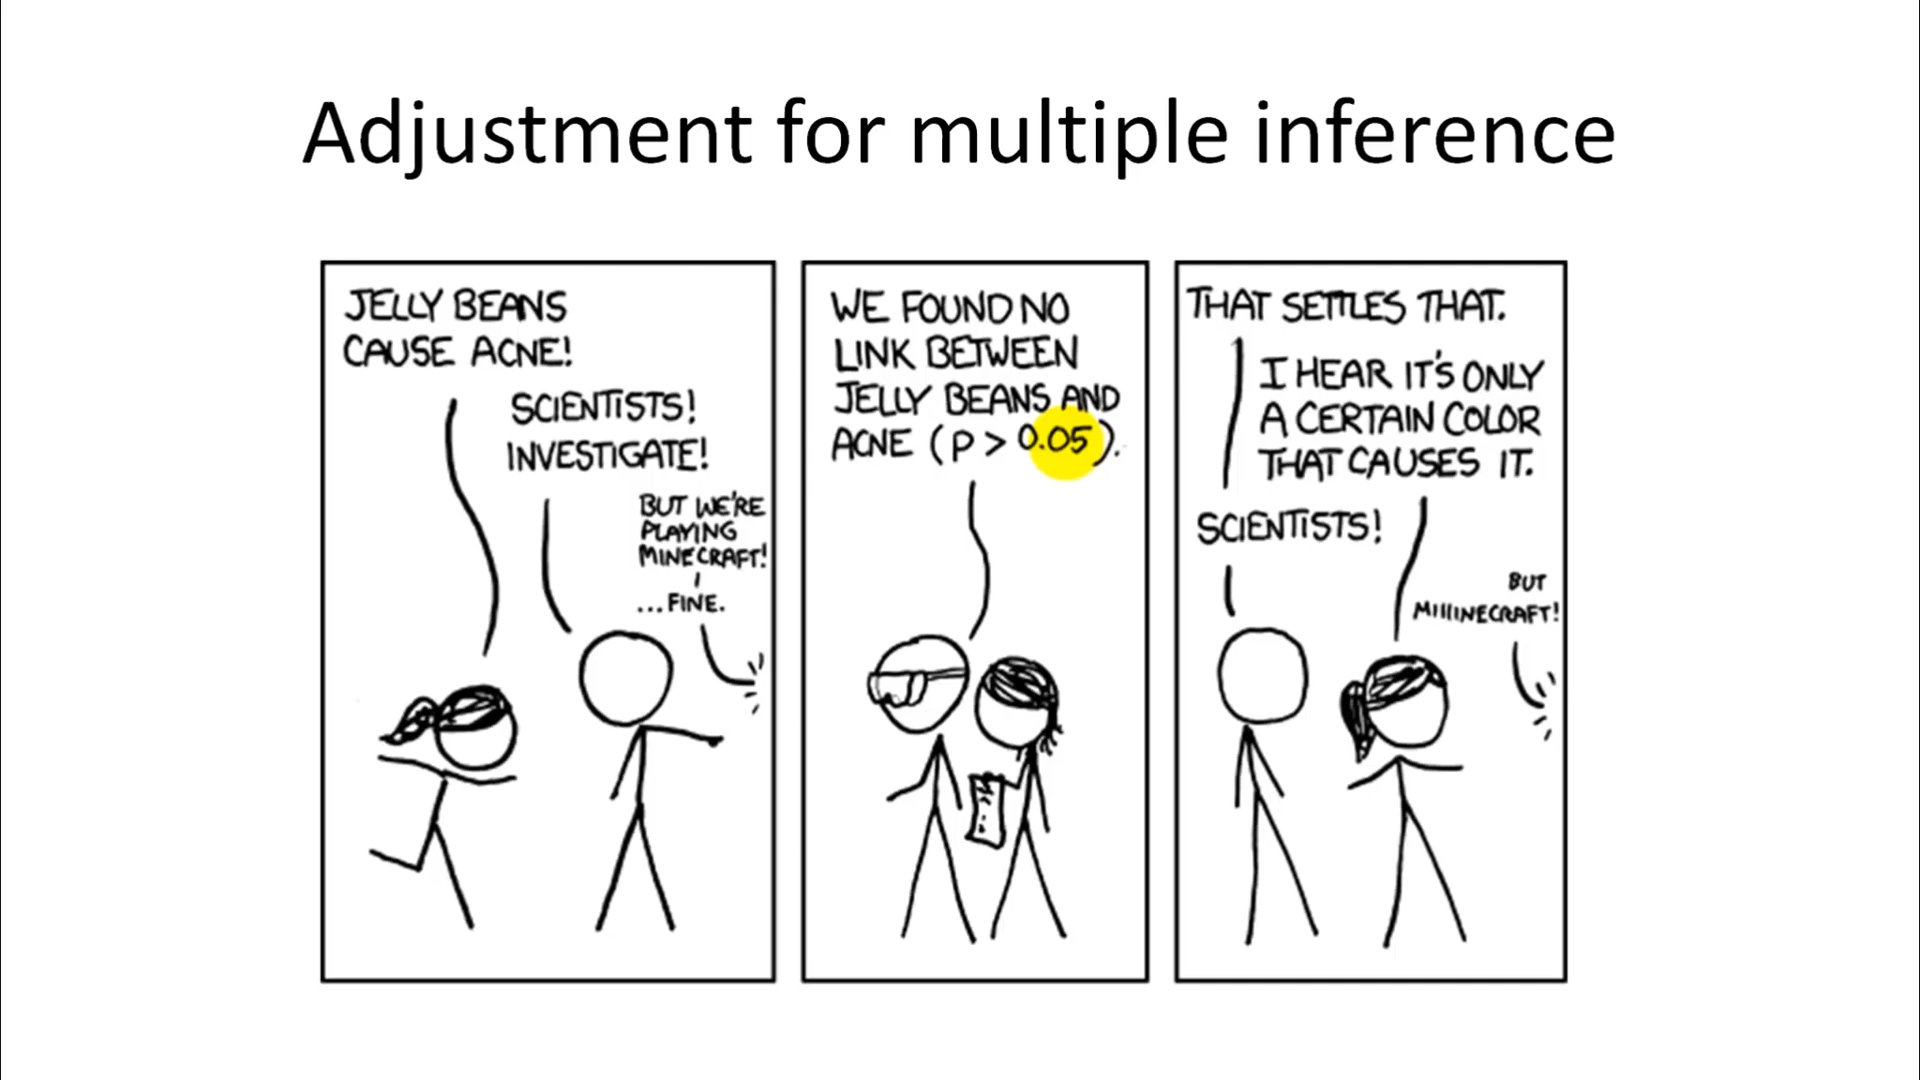 Adjustment for multiple inference
JELLY BEANS
CAUSE ACNE!
SCIENTISTS!
INVESTIGATE!
BUT WE'RE
PLAYING
MINECRAFT!
...FINE.
WE FOUND NO
LINK BETWEEN
JELLY BEANS AND
ACNE (P > 0.05).
THAT SETTLES THAT.
I HEAR IT'S ONLY
A CERTAIN COLOR
THAT CAUSES IT.
SCIENTISTS!
BUT
MIIIINECRAFT!